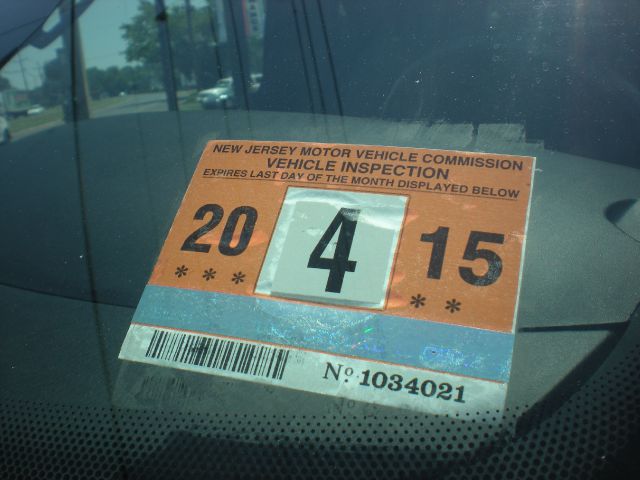 NEW JERSEY MOTOR VEHICLE COMMISSION
VEHICLE INSPECTION
EXPIRES LAST DAY OF THE MONTH DISPLAYED BELOW
20 4 15
*** **
Nº 1034021